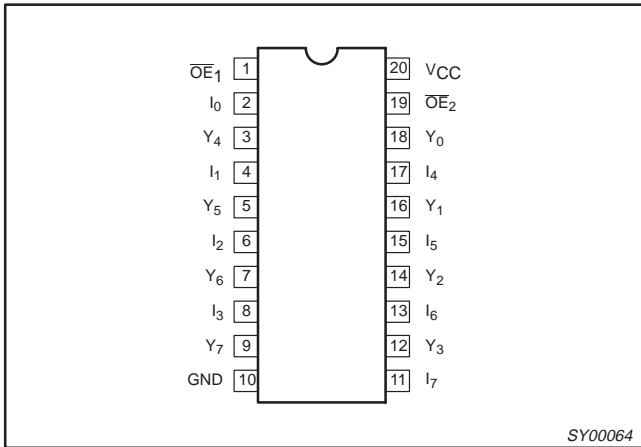 O̅E̅₁ 1 20 VCC
I₀ 2 19 O̅E̅₂
Y₄ 3 18 Y₀
I₁ 4 17 I₄
Y₅ 5 16 Y₁
I₂ 6 15 I₅
Y₆ 7 14 Y₂
I₃ 8 13 I₆
Y₇ 9 12 Y₃
GND 10 11 I₇
SY00064